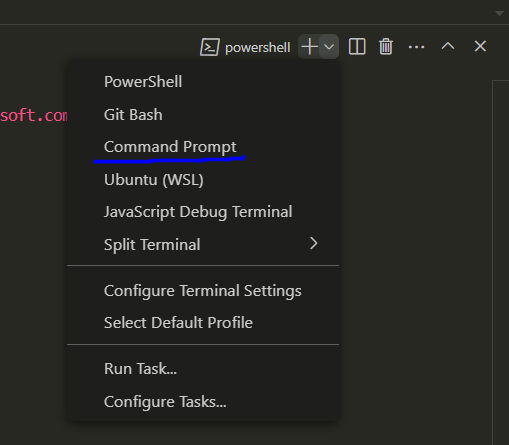 powershell
soft.com
PowerShell
Git Bash
Command Prompt
Ubuntu (WSL)
JavaScript Debug Terminal
Split Terminal
Configure Terminal Settings
Select Default Profile
Run Task...
Configure Tasks...